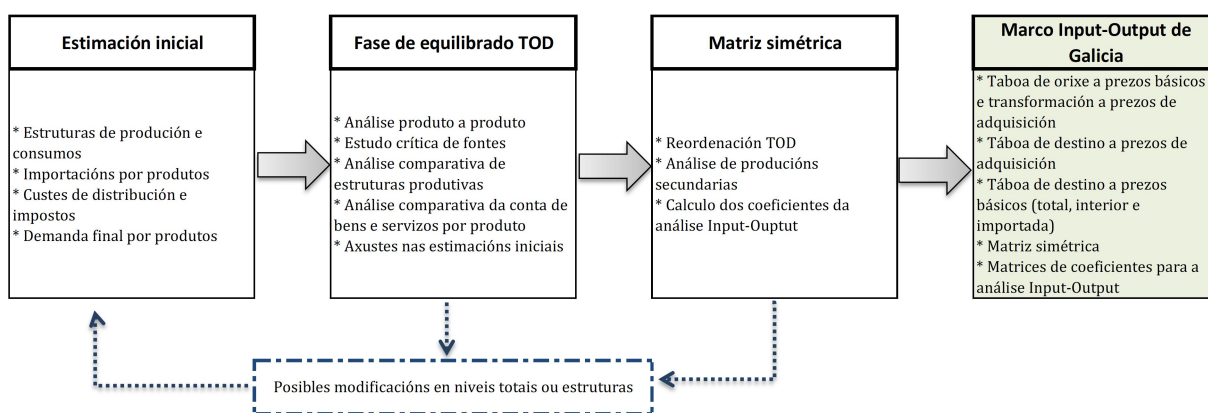 Estimación inicial
* Estruturas de produción e
consumos
* Importacións por produtos
* Custes de distribución e
impostos
* Demanda final por produtos
Fase de equilibrado TOD
* Análise produto a produto
* Estudo crítica de fontes
* Análise comparativa de
estruturas produtivas
* Análise comparativa da conta de
bens e servizos por produto
* Axustes nas estimacións iniciais
Matriz simétrica
* Reordenación TOD
* Análise de producións
secundarias
* Calculo dos coeficientes da
análise Input-Ouptut
Marco Input-Output de
Galicia
* Taboa de orixe a prezos básicos
e transformación a prezos de
adquisición
* Táboa de destino a prezos de
adquisición
* Táboa de destino a prezos
básicos (total, interior e
importada)
* Matriz simétrica
* Matrices de coeficientes para a
análise Input-Output
Posibles modificacións en niveis totais ou estruturas